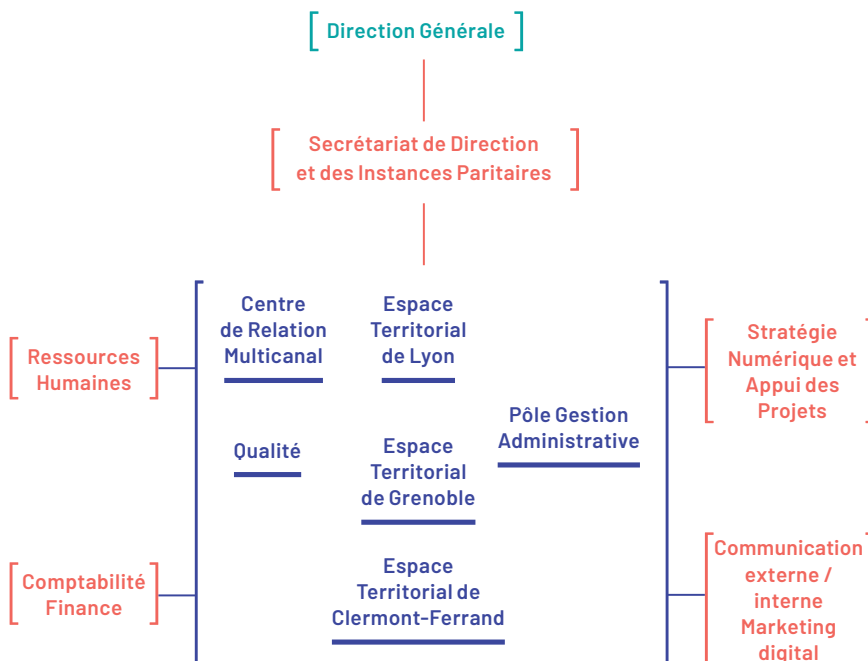 Direction Générale
Secrétariat de Direction
et des Instances Paritaires
Centre
de Relation
Multicanal
Espace
Territorial
de Lyon
Ressources
Humaines
Stratégie
Numérique et
Appui des
Projets
Pôle Gestion
Administrative
Qualité
Espace
Territorial
de Grenoble
Comptabilité
Finance
Espace
Territorial de
Clermont-Ferrand
Communication
externe /
interne
Marketing
digital